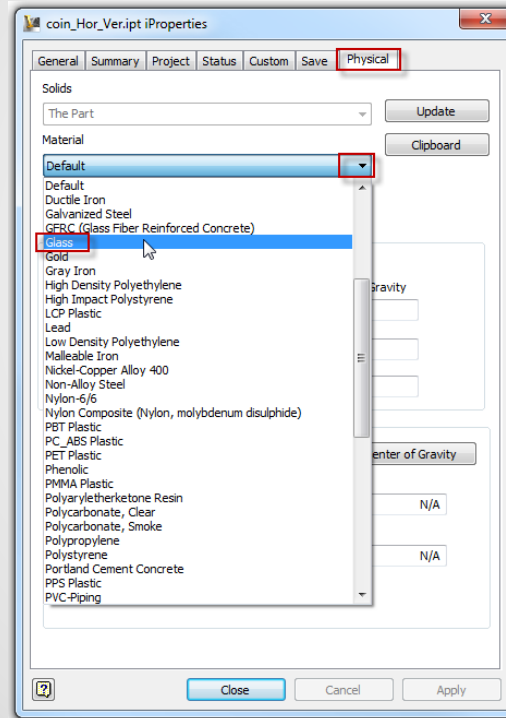 coin_Hor_Ver.ipt iProperties
General Summary Project Status Custom Save Physical
Solids
The Part
Update
Material
Clipboard
Default
Default
Ductile Iron
Galvanized Steel
GFRC (Glass Fiber Reinforced Concrete)
Glass
Gold
Gray Iron
High Density Polyethylene
Gravity
High Impact Polystyrene
LCP Plastic
Lead
Low Density Polyethylene
Malleable Iron
Nickel-Copper Alloy 400
Non-Alloy Steel
Nylon-6/6
Nylon Composite (Nylon, molybdenum disulphide)
PBT Plastic
PC_ABS Plastic
PET Plastic
enter of Gravity
Phenolic
PMMA Plastic
Polyaryletherketone Resin
Polycarbonate, Clear
N/A
Polycarbonate, Smoke
Polypropylene
Polystyrene
N/A
Portland Cement Concrete
PPS Plastic
PVC-Piping
Close Cancel Apply